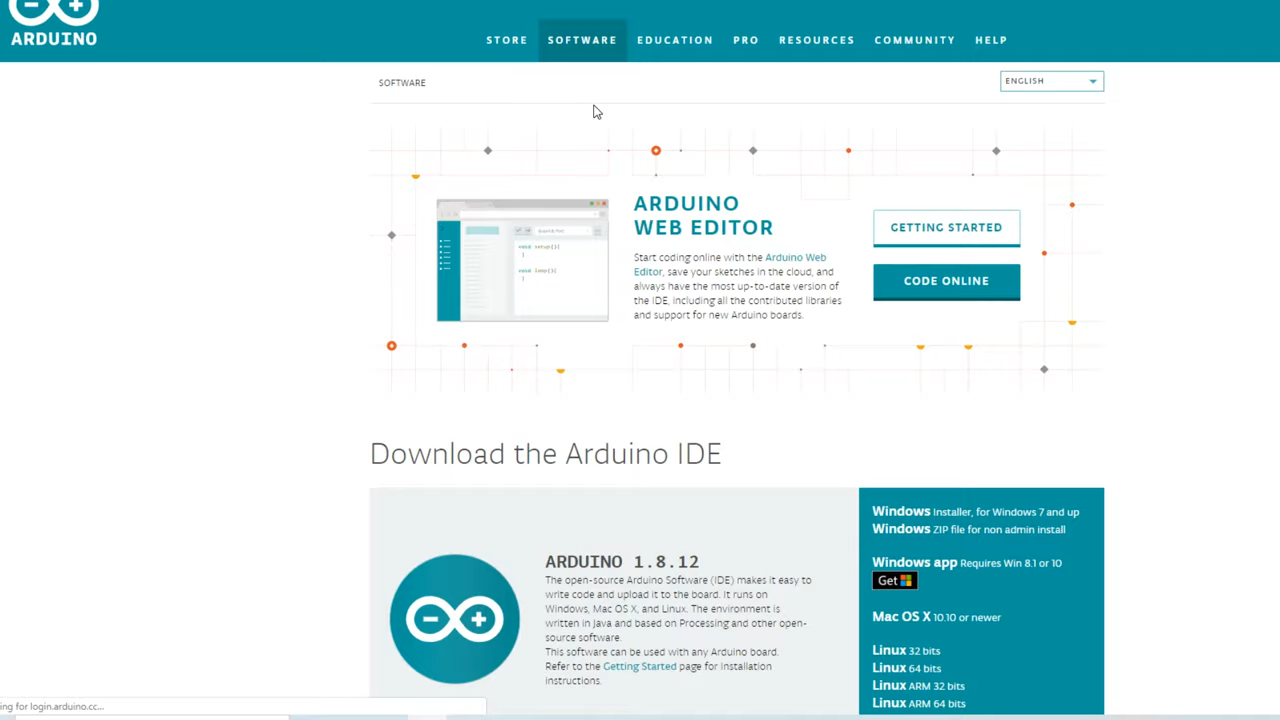 ARDUINO
STORE SOFTWARE EDUCATION PRO RESOURCES COMMUNITY HELP
SOFTWARE
ENGLISH
ARDUINO
WEB EDITOR
Start coding online with the Arduino Web
Editor, save your sketches in the cloud, and
always have the most up-to-date version of
the IDE, including all the contributed libraries
and support for new Arduino boards.
GETTING STARTED
CODE ONLINE
void setup(){
}
void loop(){
}
Download the Arduino IDE
ARDUINO 1.8.12
The open-source Arduino Software (IDE) makes it easy to
write code and upload it to the board. It runs on
Windows, Mac OS X, and Linux. The environment is
written in Java and based on Processing and other open-
source software.
This software can be used with any Arduino board.
Refer to the Getting Started page for Installation
instructions.
Windows Installer, for Windows 7 and up
Windows ZIP file for non admin install
Windows app Requires Win 8.1 or 10
Get
Mac OS X 10.10 or newer
Linux 32 bits
Linux 64 bits
Linux ARM 32 bits
Linux ARM 64 bits
ing for login.arduino.cc...